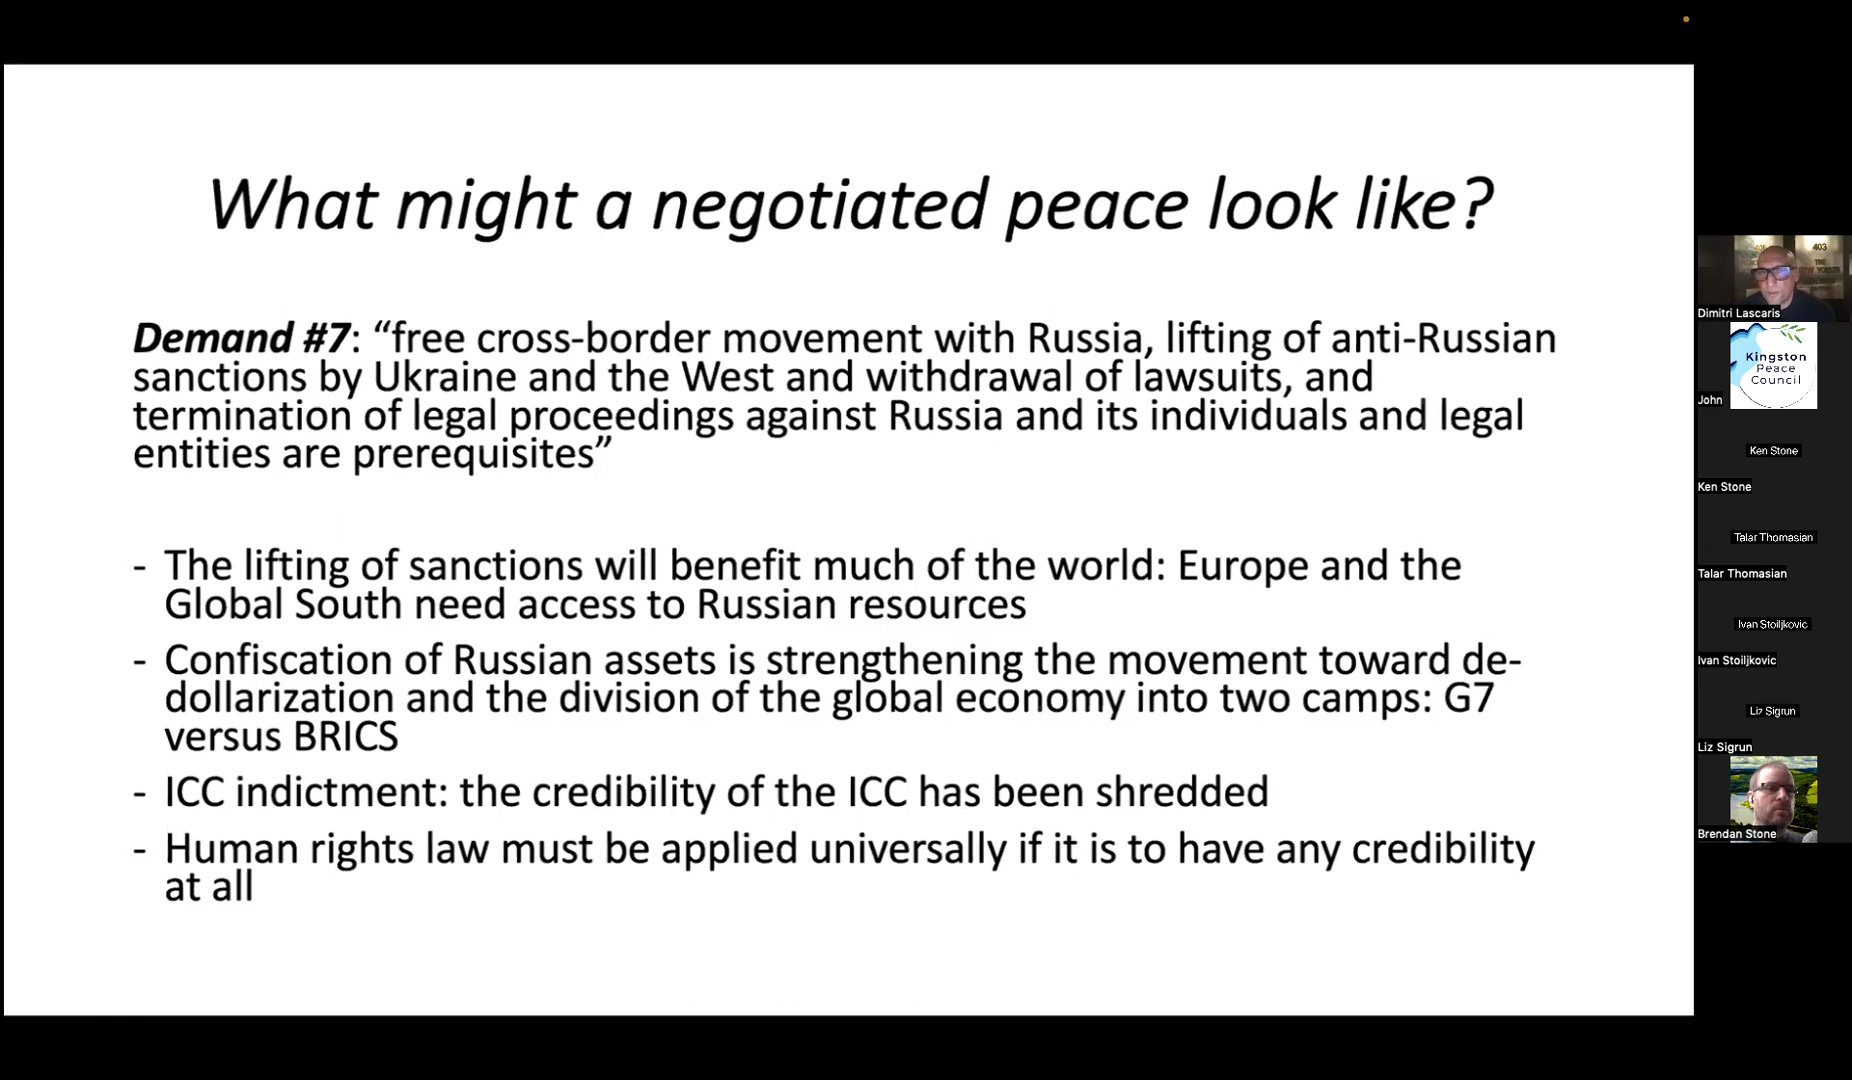 What might a negotiated peace look like?
Demand #7: “free cross-border movement with Russia, lifting of anti-Russian
sanctions by Ukraine and the West and withdrawal of lawsuits, and
termination of legal proceedings against Russia and its individuals and legal
entities are prerequisites”
- The lifting of sanctions will benefit much of the world: Europe and the
Global South need access to Russian resources
- Confiscation of Russian assets is strengthening the movement toward de-
dollarization and the division of the global economy into two camps: G7
versus BRICS
- ICC indictment: the credibility of the ICC has been shredded
- Human rights law must be applied universally if it is to have any credibility
at all
403
THE
Dimitri Lascaris
Kingston
Peace
Council
John
Ken Stone
Ken Stone
Talar Thomasian
Talar Thomasian
Ivan Stoiljkovic
Ivan Stoiljkovic
Liz Sigrun
Liz Sigrun
Brendan Stone